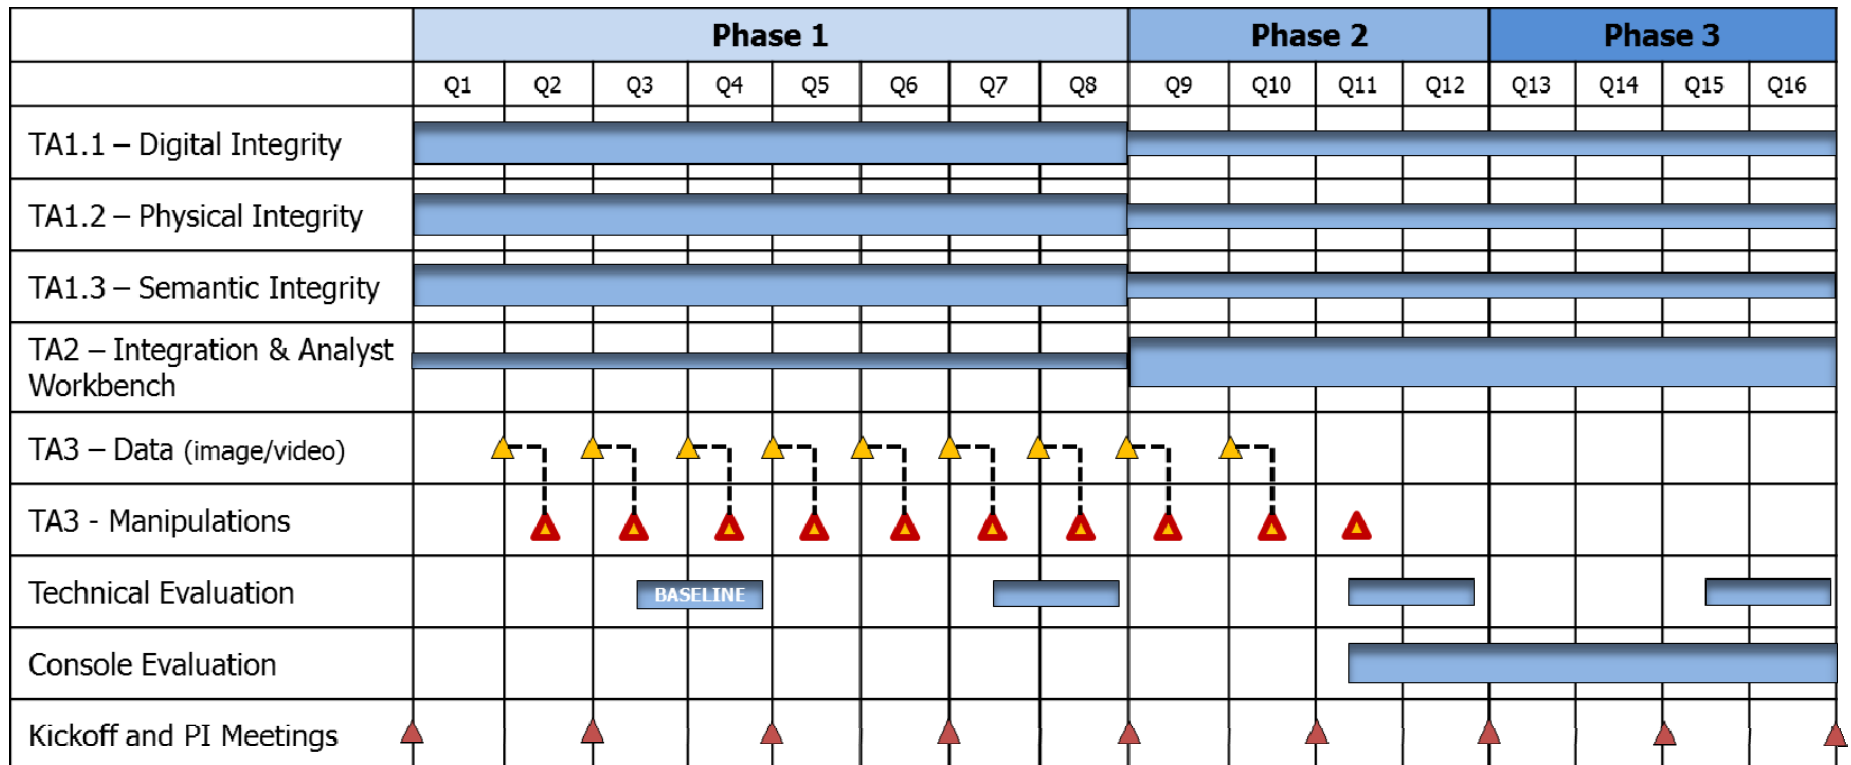 Phase 1 Phase 2 Phase 3
Q1 Q2 Q3 Q4 Q5 Q6 Q7 Q8 Q9 Q10 Q11 Q12 Q13 Q14 Q15 Q16
TA1.1 – Digital Integrity
TA1.2 – Physical Integrity
TA1.3 – Semantic Integrity
TA2 – Integration & Analyst
Workbench
TA3 – Data (image/video)
TA3 - Manipulations
Technical Evaluation BASELINE
Console Evaluation
Kickoff and PI Meetings